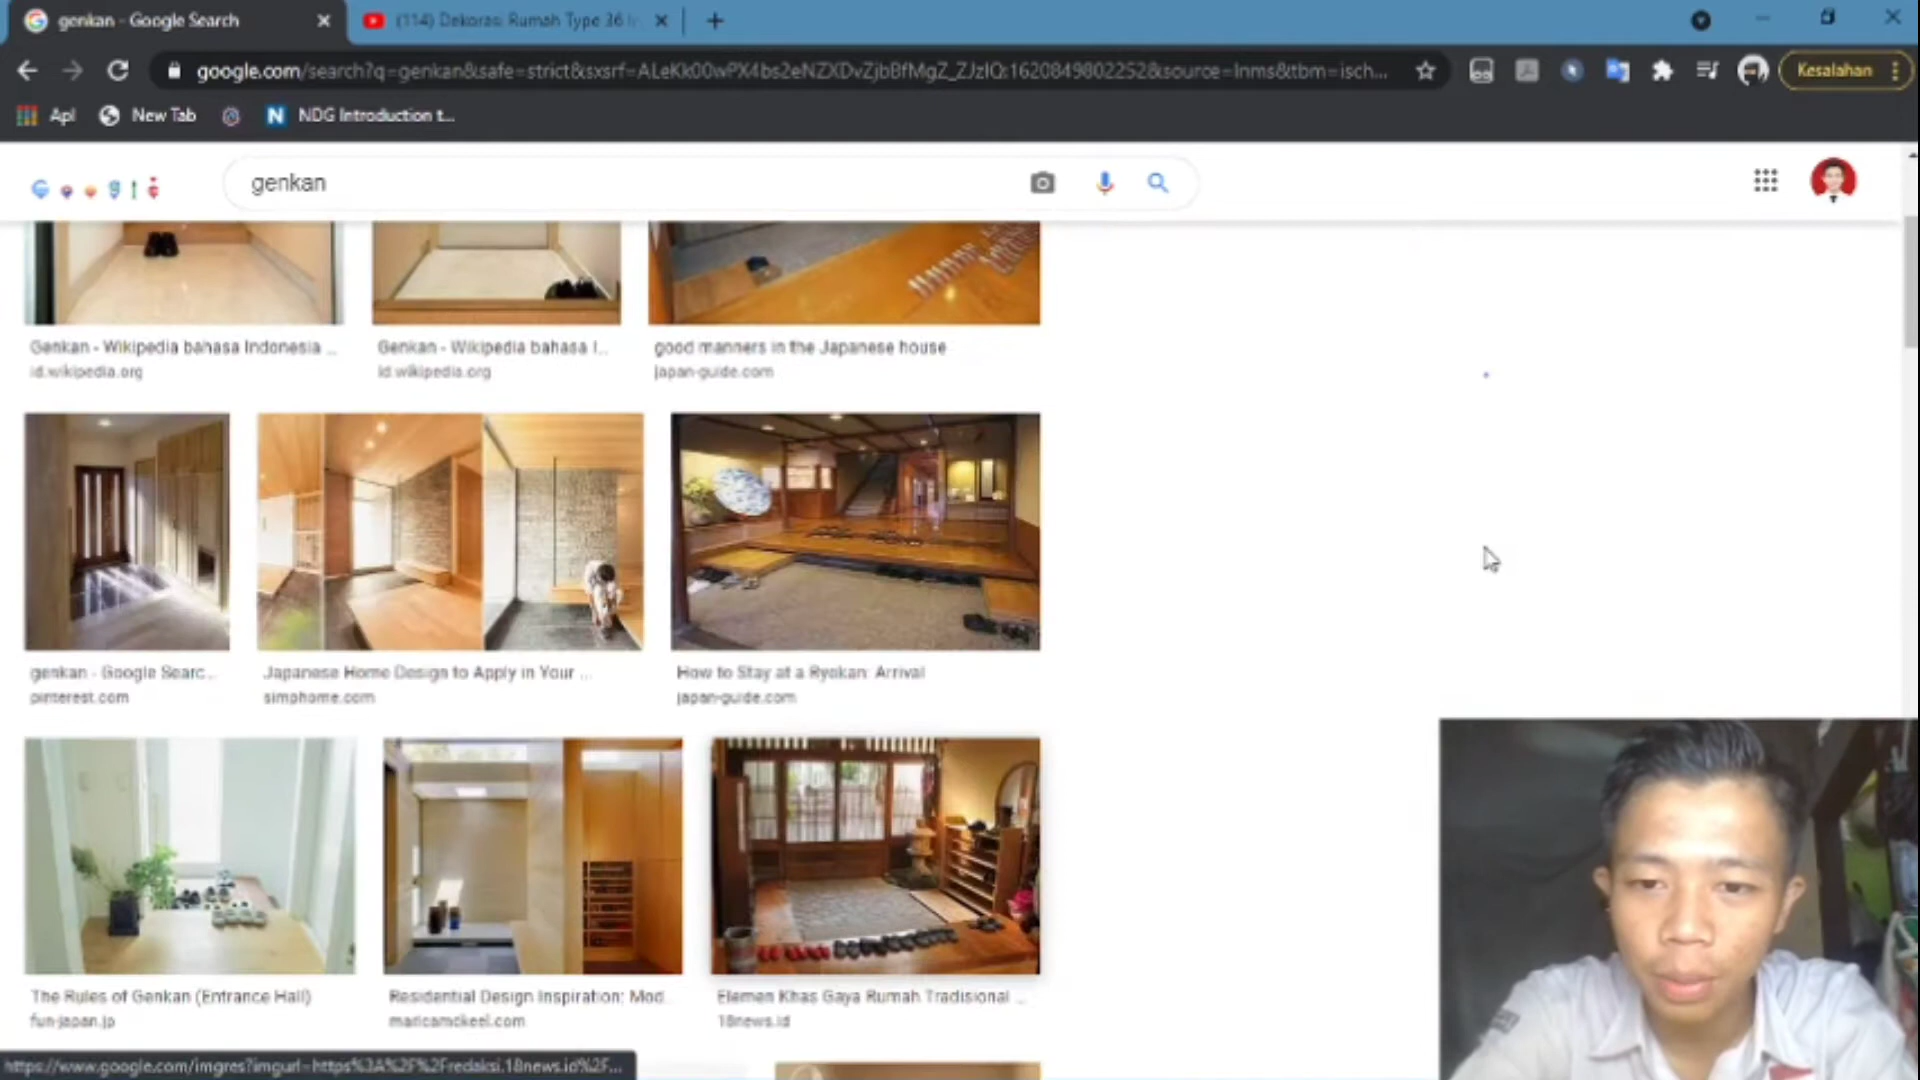 genkan - Google Search
(114) Dekorasi Rumah Type 36 I
google.com/search?q=genkan&safe=strict&sxsrf=ALeKk00wPX4bs2eNZXDvZjbBfMgZ_ZJzIQ:1620849802252&source=lnms&tbm=isch...
Kesalahan
Apl
New Tab
NDG Introduction t...
Google
genkan
Genkan - Wikipedia bahasa Indonesia ...
id.wikipedia.org
Genkan - Wikipedia bahasa I...
id.wikipedia.org
good manners in the Japanese house
japan-guide.com
genkan - Google Searc...
pinterest.com
Japanese Home Design to Apply in Your ...
simphome.com
How to Stay at a Ryokan: Arrival
japan-guide.com
The Rules of Genkan (Entrance Hall)
fun-japan.jp
Residential Design Inspiration: Mod...
maricamckeel.com
Elemen Khas Gaya Rumah Tradisional ...
18news.id
https://www.google.com/imgres?imgurl=https%3A%2F%2Fredaksi.18news.id%2F...